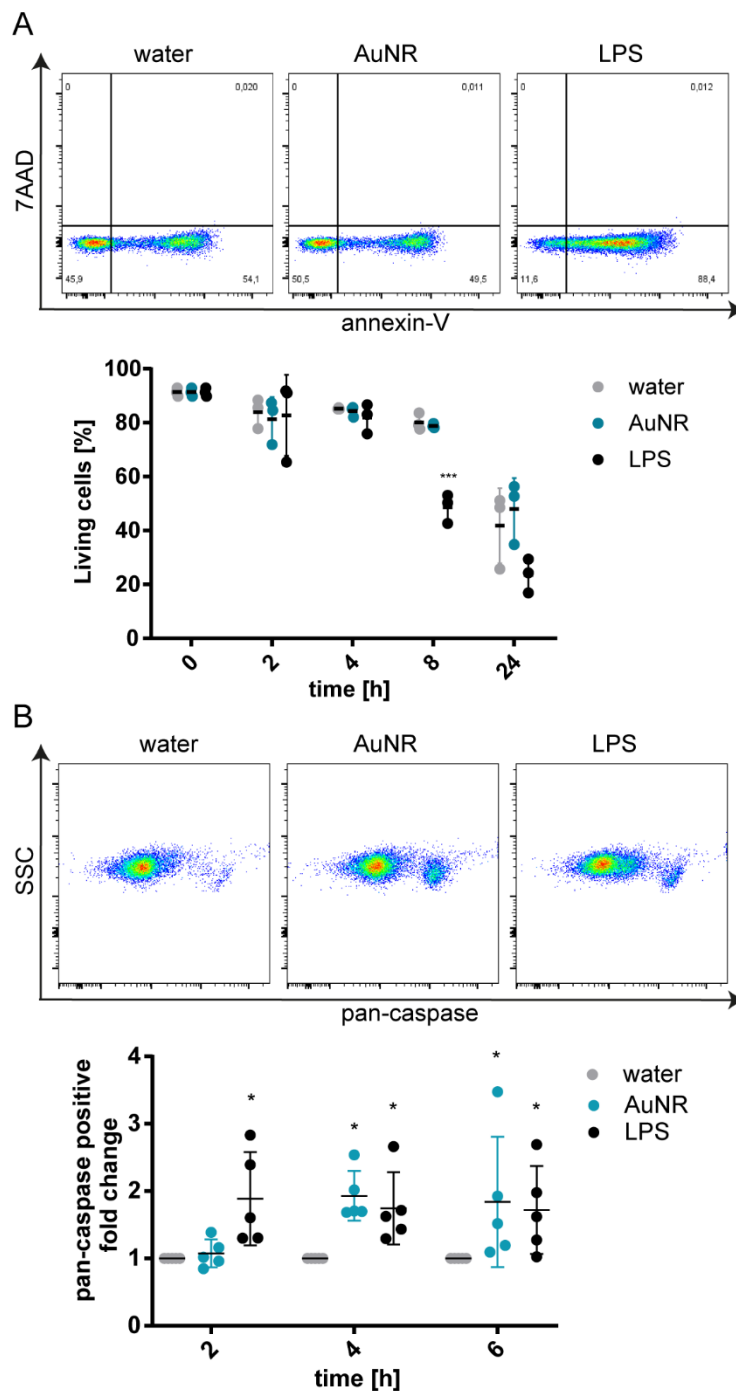 A
water
AuNR
LPS
7AAD
0
0,020
45,9
54,1
0
0,011
50,5
49,5
0
0,012
11,6
88,4
annexin-V
Living cells [%]
100
80
60
40
20
0
***
0
2
4
8
24
time [h]
water
AuNR
LPS
B
water
AuNR
LPS
SSC
pan-caspase
pan-caspase positive
fold change
4
3
2
1
0
*
*
*
*
*
2
4
6
time [h]
water
AuNR
LPS